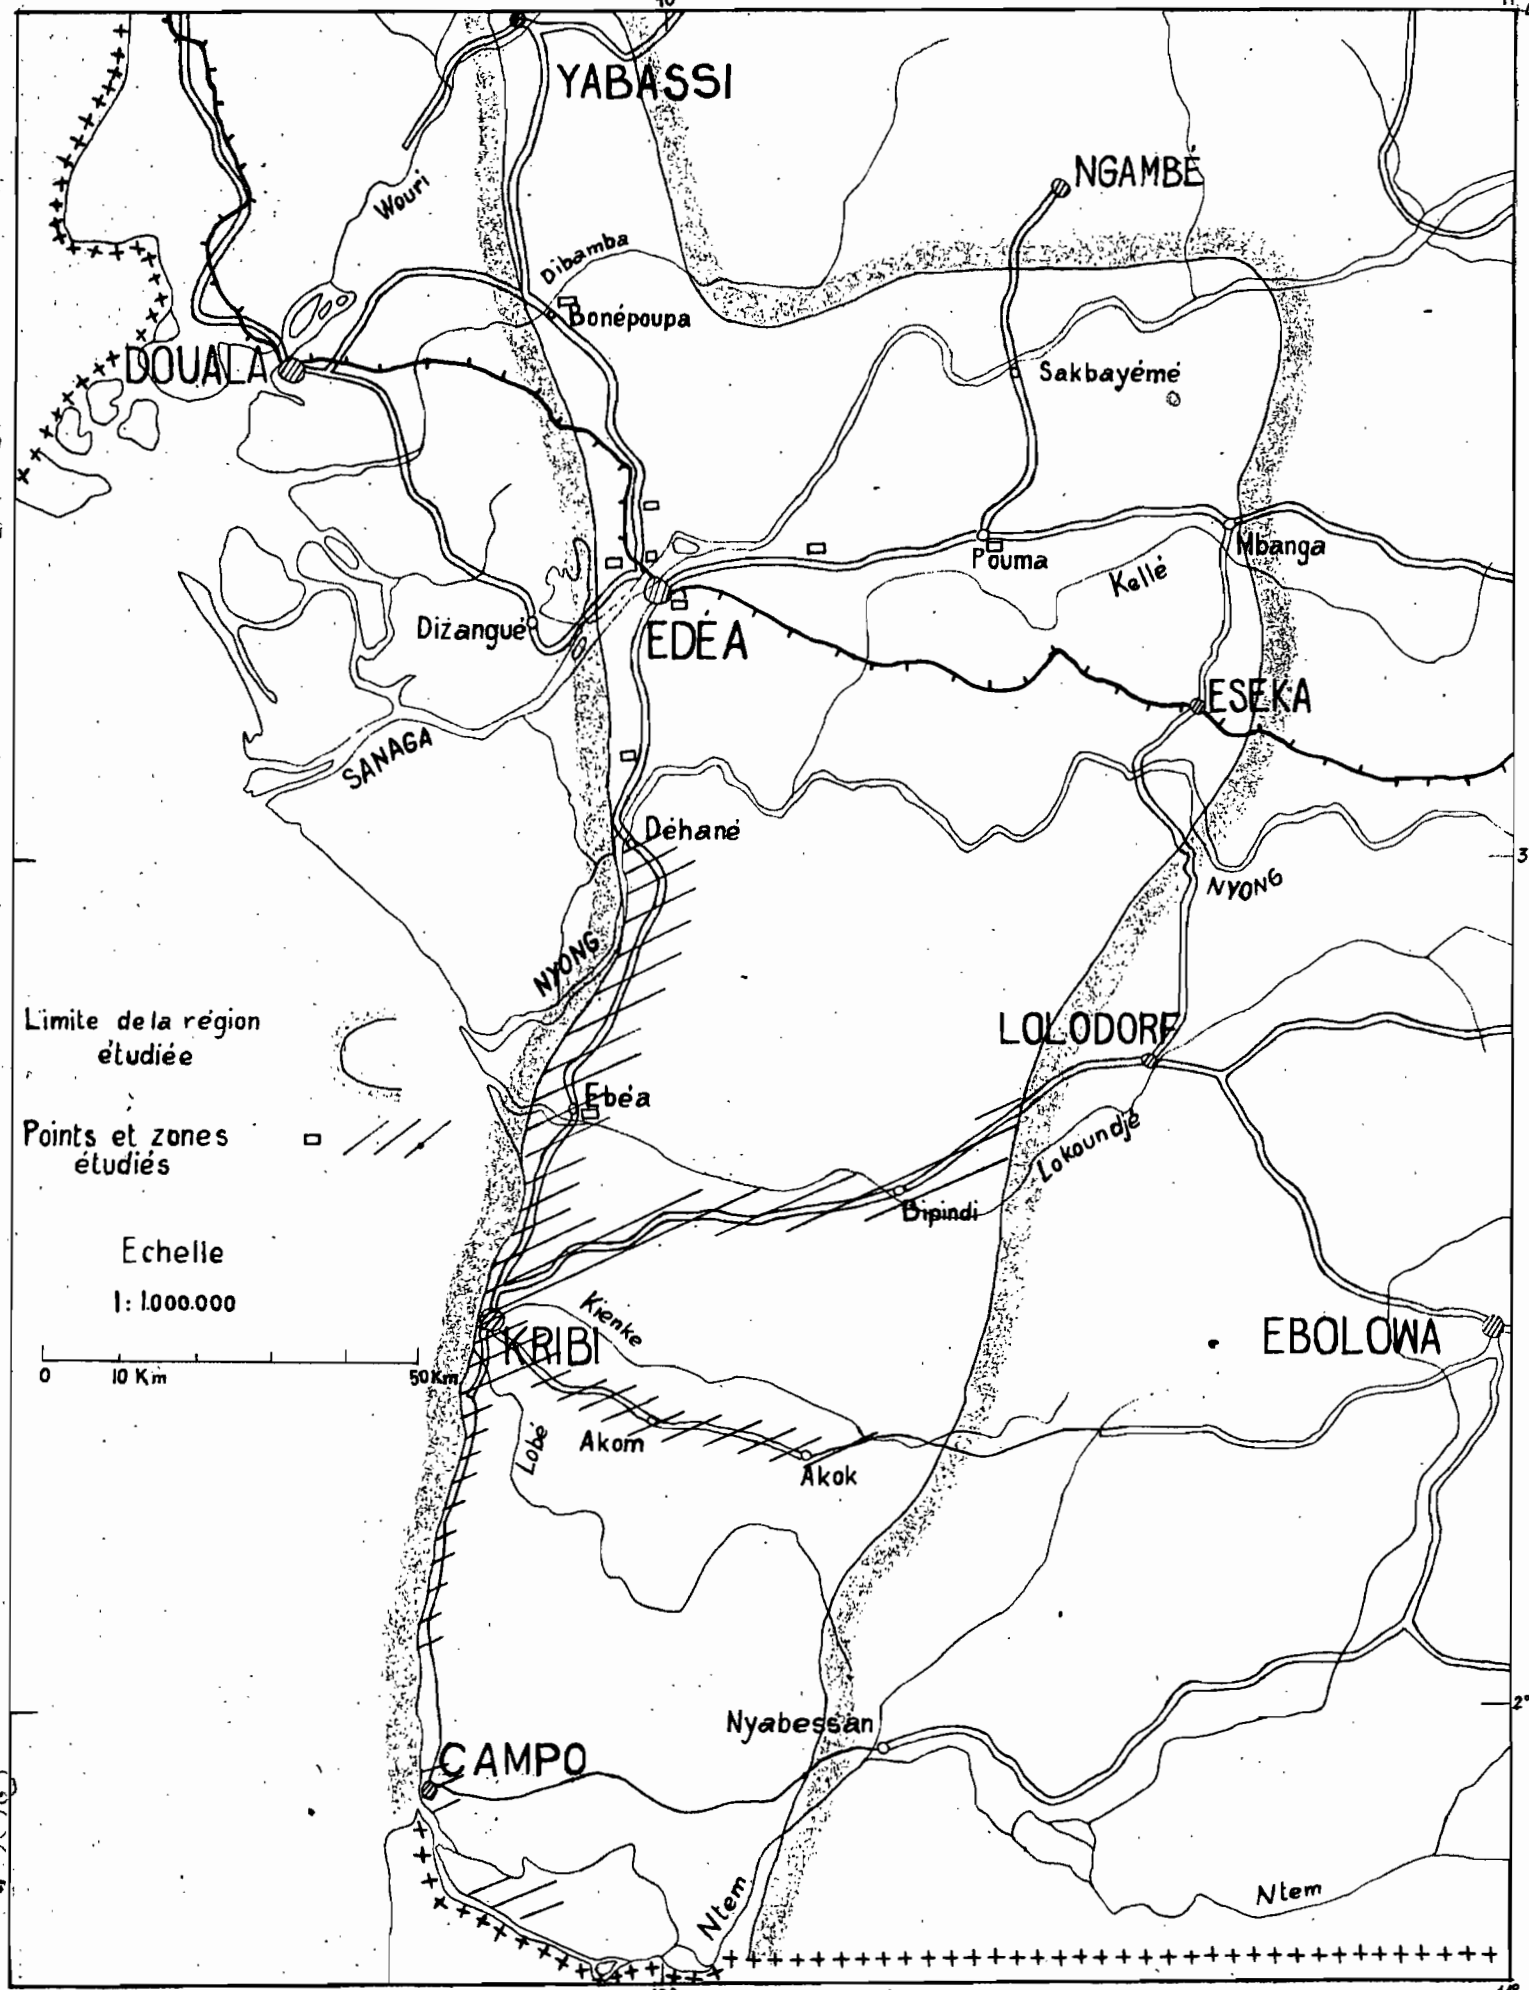 YABASSI
NGAMBÉ
Wouri
Dibamba
Bonépoupa
DOUALA
Sakbayémé
Mbanga
Pouma
Kellé
Dizangué
EDÉA
ESEKA
SANAGA
Déhané
3
NYONG
NYONG
Limite de la région
étudiée
LOLODORF
Ebéa
Points et zones
étudiés
Lokoundjé
Bipindi
Echelle
1: 1.000.000
Kienke
KRIBI
EBOLOWA
0 10 Km 50 Km
Lobé
Akom
Akok
2°
Nyabessan
CAMPO
Ntem
Ntem